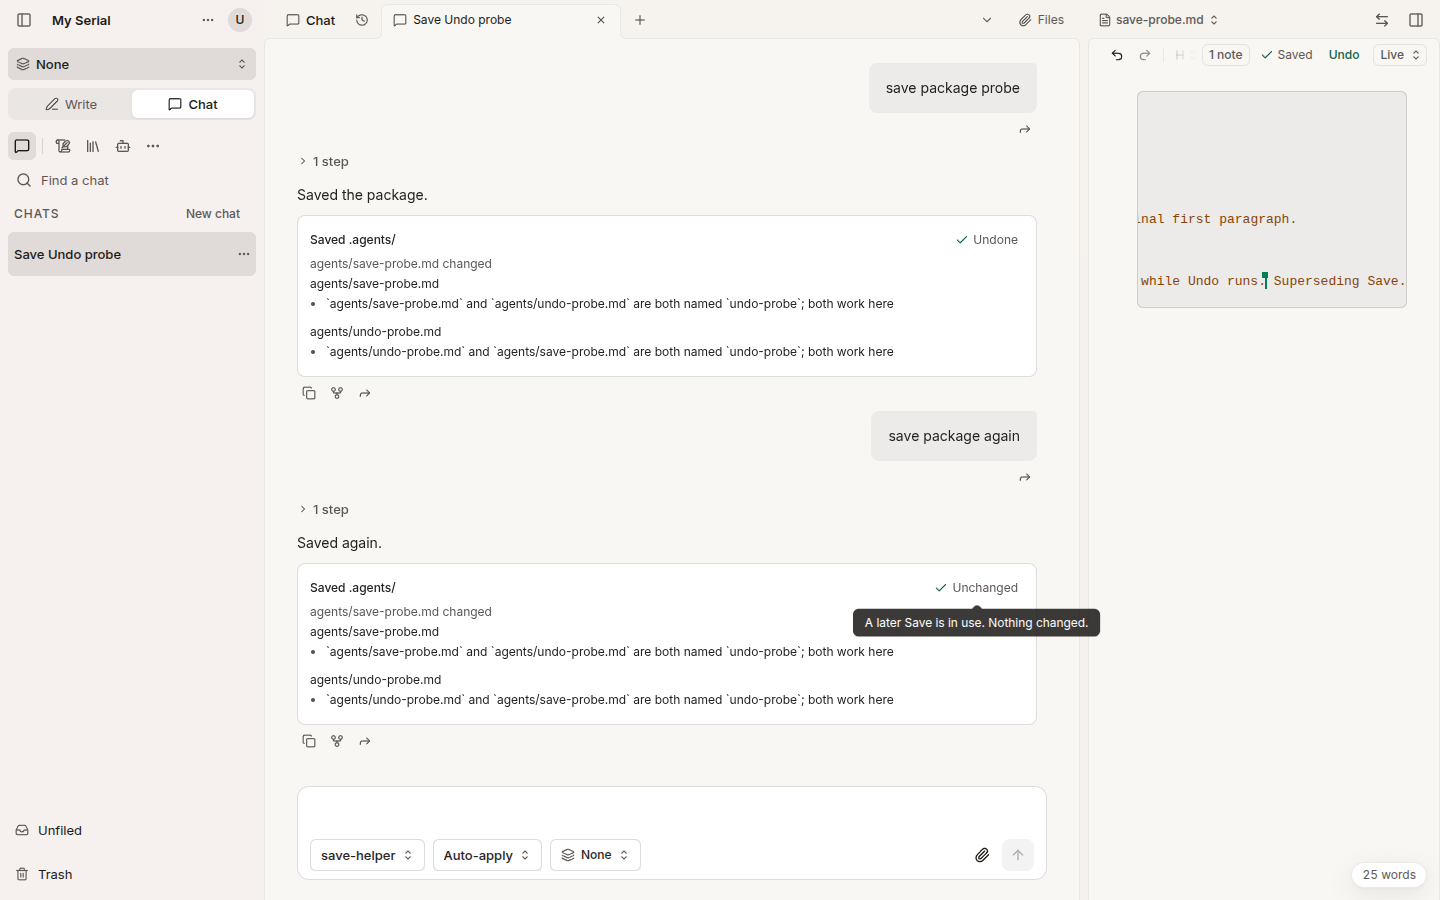 My Serial
U
None
Write
Chat
Find a chat
CHATS
New chat
Save Undo probe
Unfiled
Trash
Chat
Save Undo probe
Files
save package probe
1 step
Saved the package.
Saved .agents/
Undone
agents/save-probe.md changed
agents/save-probe.md
• `agents/save-probe.md` and `agents/undo-probe.md` are both named `undo-probe`; both work here
agents/undo-probe.md
• `agents/undo-probe.md` and `agents/save-probe.md` are both named `undo-probe`; both work here
save package again
1 step
Saved again.
Saved .agents/
Unchanged
agents/save-probe.md changed
A later Save is in use. Nothing changed.
agents/save-probe.md
• `agents/save-probe.md` and `agents/undo-probe.md` are both named `undo-probe`; both work here
agents/undo-probe.md
• `agents/undo-probe.md` and `agents/save-probe.md` are both named `undo-probe`; both work here
save-helper
Auto-apply
None
save-probe.md
H
1 note
Saved
Undo
Live
nal first paragraph.
while Undo runs. Superseding Save.
25 words